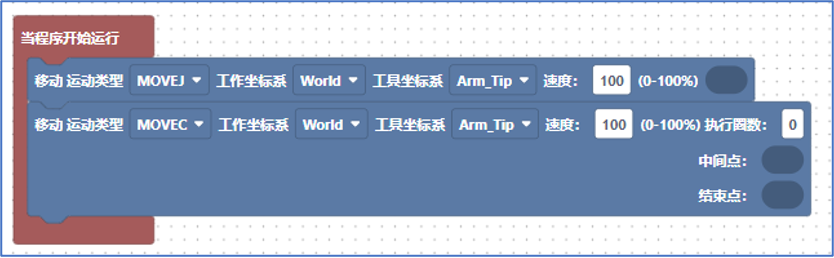 当程序开始运行
移动 运动类型 MOVEJ 工作坐标系 World 工具坐标系 Arm_Tip 速度： 100 (0-100%)
移动 运动类型 MOVEC 工作坐标系 World 工具坐标系 Arm_Tip 速度： 100 (0-100%) 执行圈数： 0
中间点：
结束点：